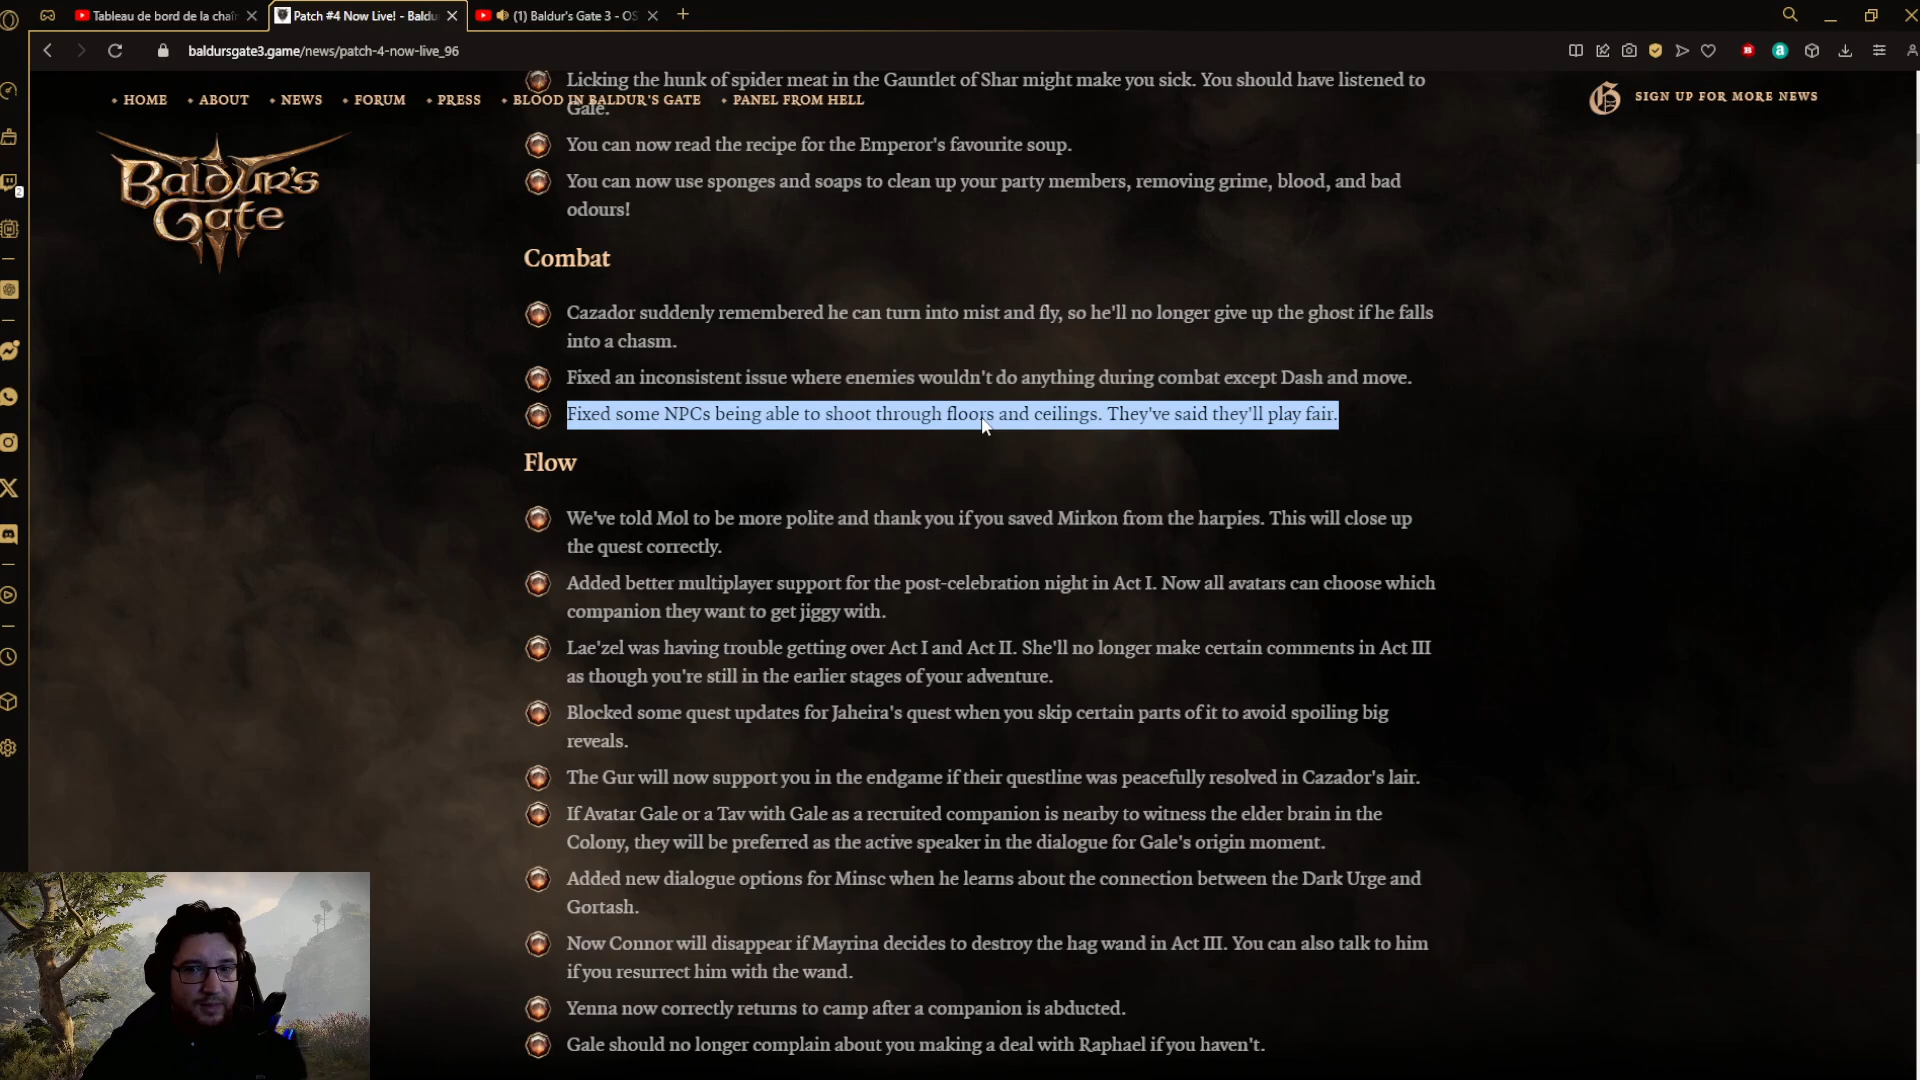 Tableau de bord de la chaîn
Patch #4 Now Live! - Baldu
(1) Baldur's Gate 3 - OS
baldursgate3.game/news/patch-4-now-live_96
Licking the hunk of spider meat in the Gauntlet of Shar might make you sick. You should have listened to
HOME ABOUT NEWS FORUM PRESS BLOOD IN BALDUR'S GATE PANEL FROM HELL
SIGN UP FOR MORE NEWS
Gale.
You can now read the recipe for the Emperor's favourite soup.
Baldur's
Gate
2
You can now use sponges and soaps to clean up your party members, removing grime, blood, and bad
odours!
Combat
Cazador suddenly remembered he can turn into mist and fly, so he'll no longer give up the ghost if he falls
into a chasm.
Fixed an inconsistent issue where enemies wouldn't do anything during combat except Dash and move.
Fixed some NPCs being able to shoot through floors and ceilings. They've said they'll play fair.
Flow
We've told Mol to be more polite and thank you if you saved Mirkon from the harpies. This will close up
the quest correctly.
Added better multiplayer support for the post-celebration night in Act I. Now all avatars can choose which
companion they want to get jiggy with.
Lae'zel was having trouble getting over Act I and Act II. She'll no longer make certain comments in Act III
as though you're still in the earlier stages of your adventure.
Blocked some quest updates for Jaheira's quest when you skip certain parts of it to avoid spoiling big
reveals.
The Gur will now support you in the endgame if their questline was peacefully resolved in Cazador's lair.
If Avatar Gale or a Tav with Gale as a recruited companion is nearby to witness the elder brain in the
Colony, they will be preferred as the active speaker in the dialogue for Gale's origin moment.
Added new dialogue options for Minsc when he learns about the connection between the Dark Urge and
Gortash.
Now Connor will disappear if Mayrina decides to destroy the hag wand in Act III. You can also talk to him
if you resurrect him with the wand.
Yenna now correctly returns to camp after a companion is abducted.
Gale should no longer complain about you making a deal with Raphael if you haven't.